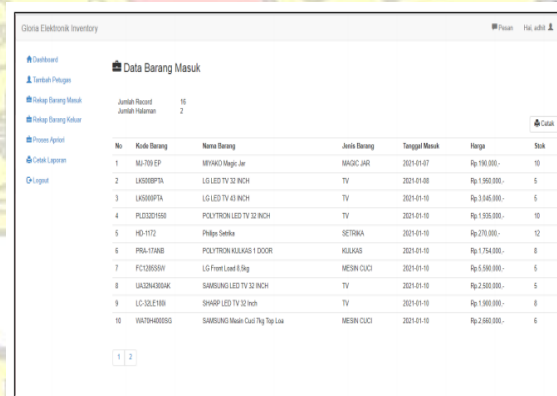 Gloria Elektronik Inventory
Pesan Hai, adhit
Dashboard
Tambah Petugas
Rekap Barang Masuk
Rekap Barang Keluar
Proses Apriori
Cetak Laporan
Logout
Data Barang Masuk
Jumlah Record 16
Jumlah Halaman 2
Cetak
No Kode Barang Nama Barang Jenis Barang Tanggal Masuk Harga Stok
1 MJ-709 EP MIYAKO Magic Jar MAGIC JAR 2021-01-07 Rp.190,000,- 10
2 LK500BPTA LG LED TV 32 INCH TV 2021-01-08 Rp.1,950,000,- 5
3 LK5000PTA LG LED TV 43 INCH TV 2021-01-10 Rp.3,045,000,- 5
4 PLD32D1550 POLYTRON LED TV 32 INCH TV 2021-01-10 Rp.1,935,000,- 10
5 HD-1172 Philips Setrika SETRIKA 2021-01-10 Rp.270,000,- 12
6 PRA-17ANB POLYTRON KULKAS 1 DOOR KULKAS 2021-01-10 Rp.1,754,000,- 8
7 FC1285S5W LG Front Load 8,5kg MESIN CUCI 2021-01-10 Rp.5,590,000,- 5
8 UA32N4300AK SAMSUNG LED TV 32 INCH TV 2021-01-10 Rp.2,500,000,- 5
9 LC-32LE180i SHARP LED TV 32 Inch TV 2021-01-10 Rp.1,900,000,- 8
10 WA70H4000SG SAMSUNG Mesin Cuci 7kg Top Loa MESIN CUCI 2021-01-10 Rp.2,660,000,- 6
1 2